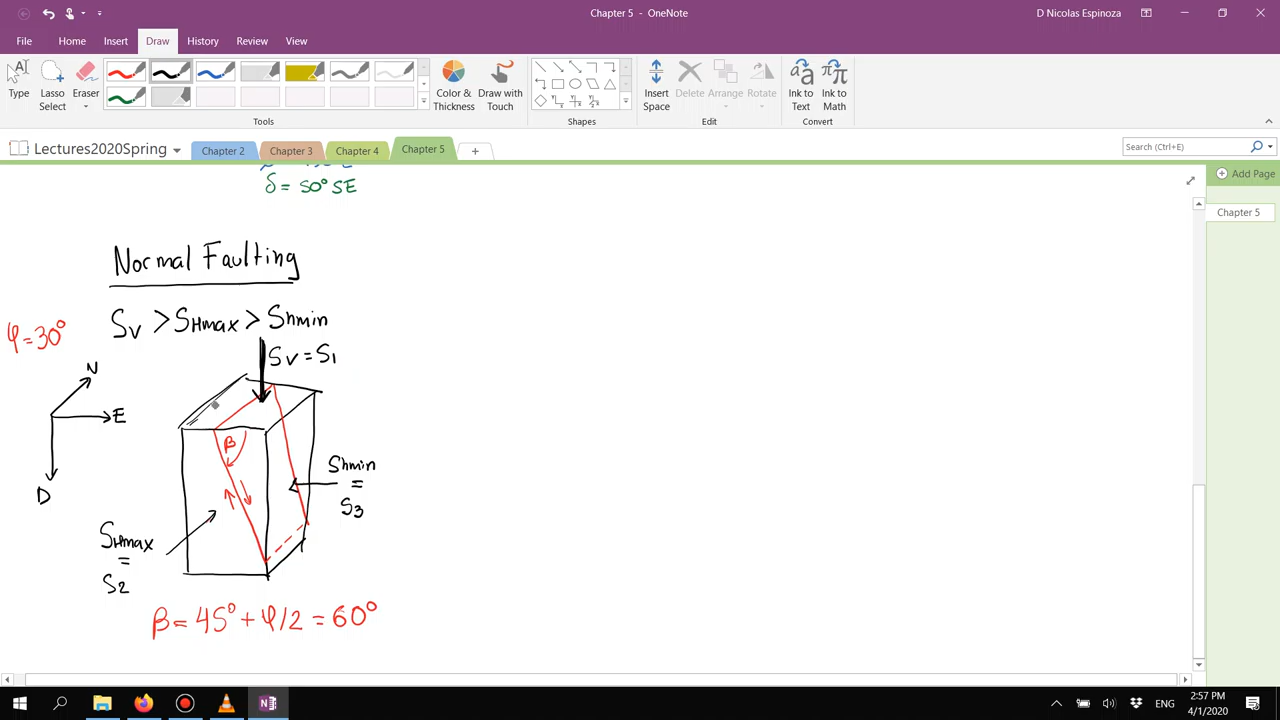 Chapter 5 - OneNote
D Nicolas Espinoza
File Home Insert Draw History Review View
Type
Lasso Select
Eraser
Color & Thickness
Draw with Touch
Insert Space
Delete
Arrange
Rotate
Ink to Text
Ink to Math
Tools
Shapes
Edit
Convert
Lectures2020Spring
Chapter 2
Chapter 3
Chapter 4
Chapter 5
Search (Ctrl+E)
Add Page
Chapter 5
δ = 50° SE
Normal Faulting
φ=30°
Sv > SHmax > Shmin
Sv = S1
N
E
D
β
Shmin
=
S3
SHmax
=
S2
β = 45° + φ/2 = 60°
ENG
2:57 PM
4/1/2020